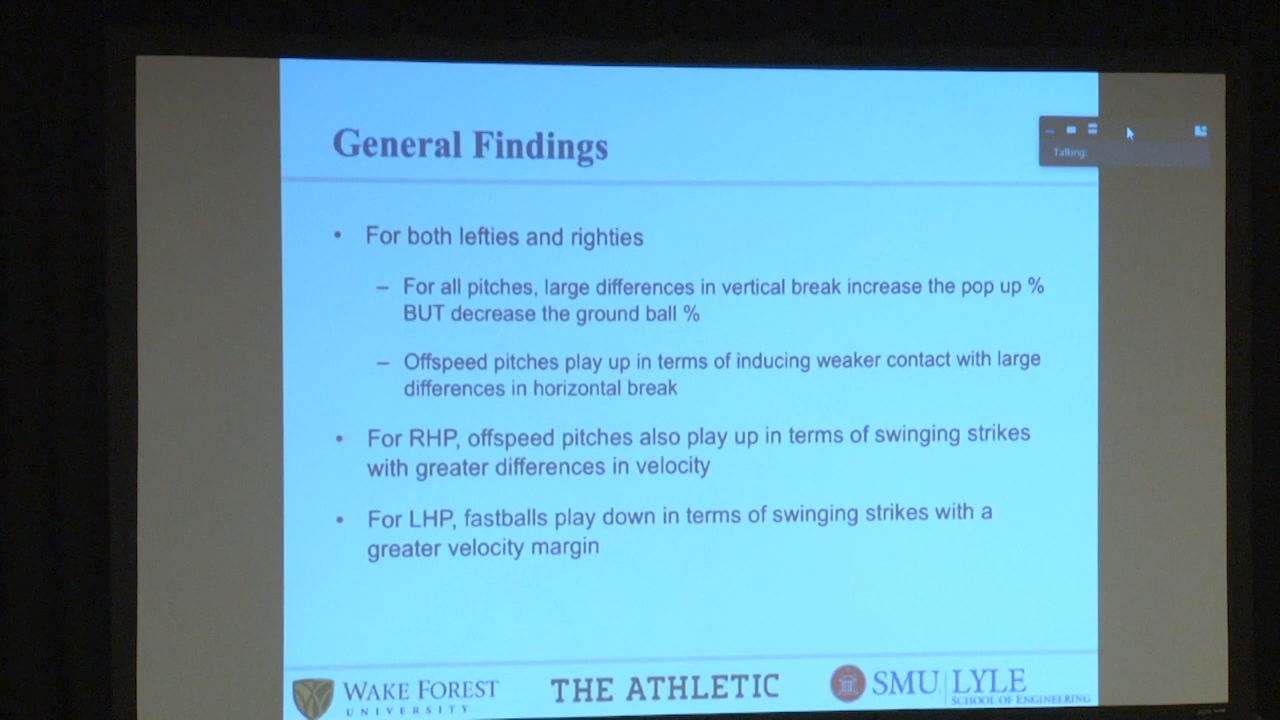 General Findings
Talking:
• For both lefties and righties
– For all pitches, large differences in vertical break increase the pop up %
BUT decrease the ground ball %
– Offspeed pitches play up in terms of inducing weaker contact with large
differences in horizontal break
• For RHP, offspeed pitches also play up in terms of swinging strikes
with greater differences in velocity
• For LHP, fastballs play down in terms of swinging strikes with a
greater velocity margin
WAKE FOREST
UNIVERSITY
THE ATHLETIC
SMU LYLE
SCHOOL OF ENGINEERING